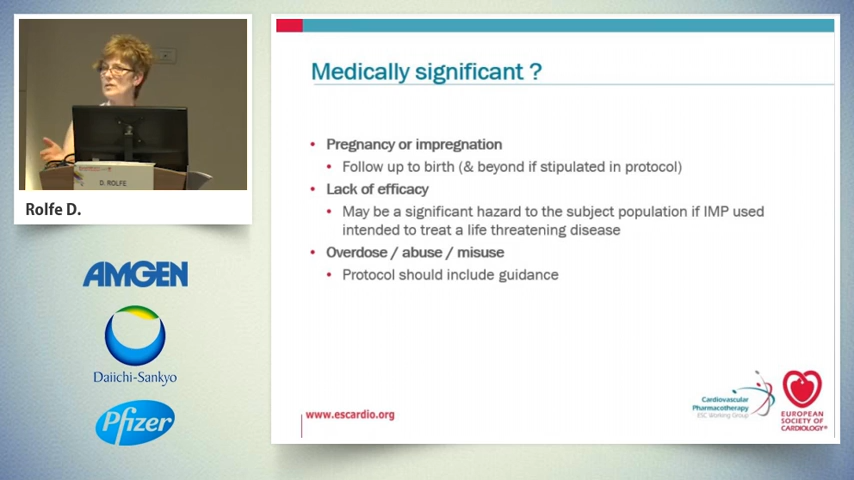 Medically significant ?
• Pregnancy or impregnation
• Follow up to birth (& beyond if stipulated in protocol)
• Lack of efficacy
• May be a significant hazard to the subject population if IMP used
intended to treat a life threatening disease
• Overdose / abuse / misuse
• Protocol should include guidance
D. ROLFE
Rolfe D.
AMGEN
Daiichi-Sankyo
Pfizer
www.escardio.org
Cardiovascular
Pharmacotherapy
ESC Working Group
EUROPEAN
SOCIETY OF
CARDIOLOGY®